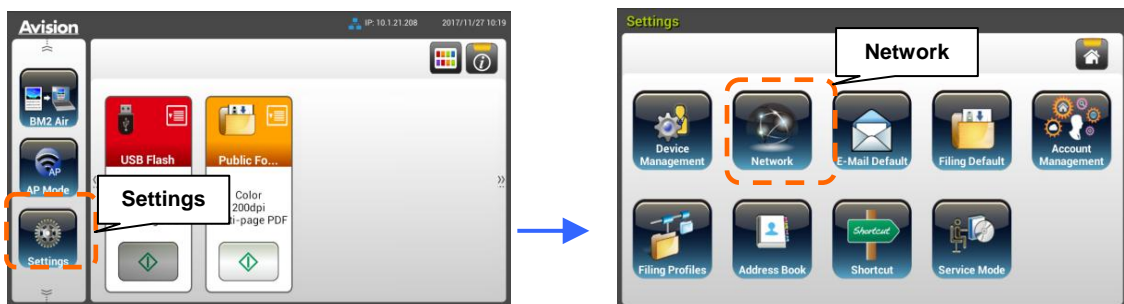 Avision
IP: 10.1.21.208
2017/11/27 10:19
BM2 Air
AP
AP Mode
Settings
USB Flash
Public Fo...
Color
200dpi
ti-page PDF
Settings
Settings
Network
Device
Management
Network
E-Mail Default
Filing Default
Account
Management
Filing Profiles
Address Book
Shortcut
Shortcut
Service Mode